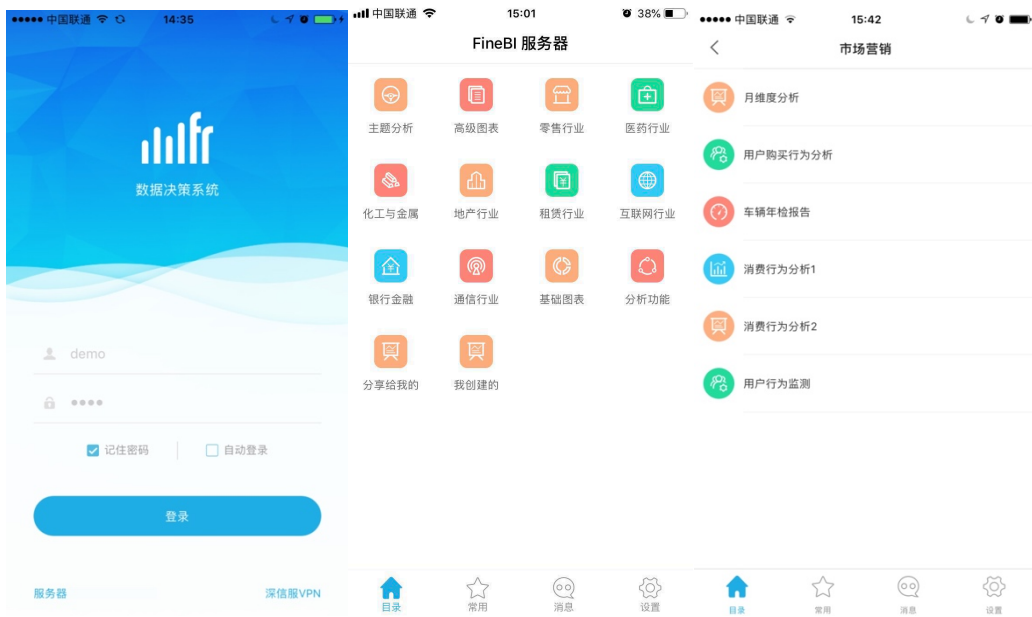 中国联通 14:35
fr
数据决策系统
demo
记住密码 自动登录
登录
服务器 深信服VPN
中国联通 15:01 38%
FineBI 服务器
主题分析 高级图表 零售行业 医药行业
化工与金属 地产行业 租赁行业 互联网行业
银行金融 通信行业 基础图表 分析功能
分享给我的 我创建的
目录 常用 消息 设置
中国联通 15:42
市场营销
月维度分析
用户购买行为分析
车辆年检报告
消费行为分析1
消费行为分析2
用户行为监测
目录 常用 消息 设置